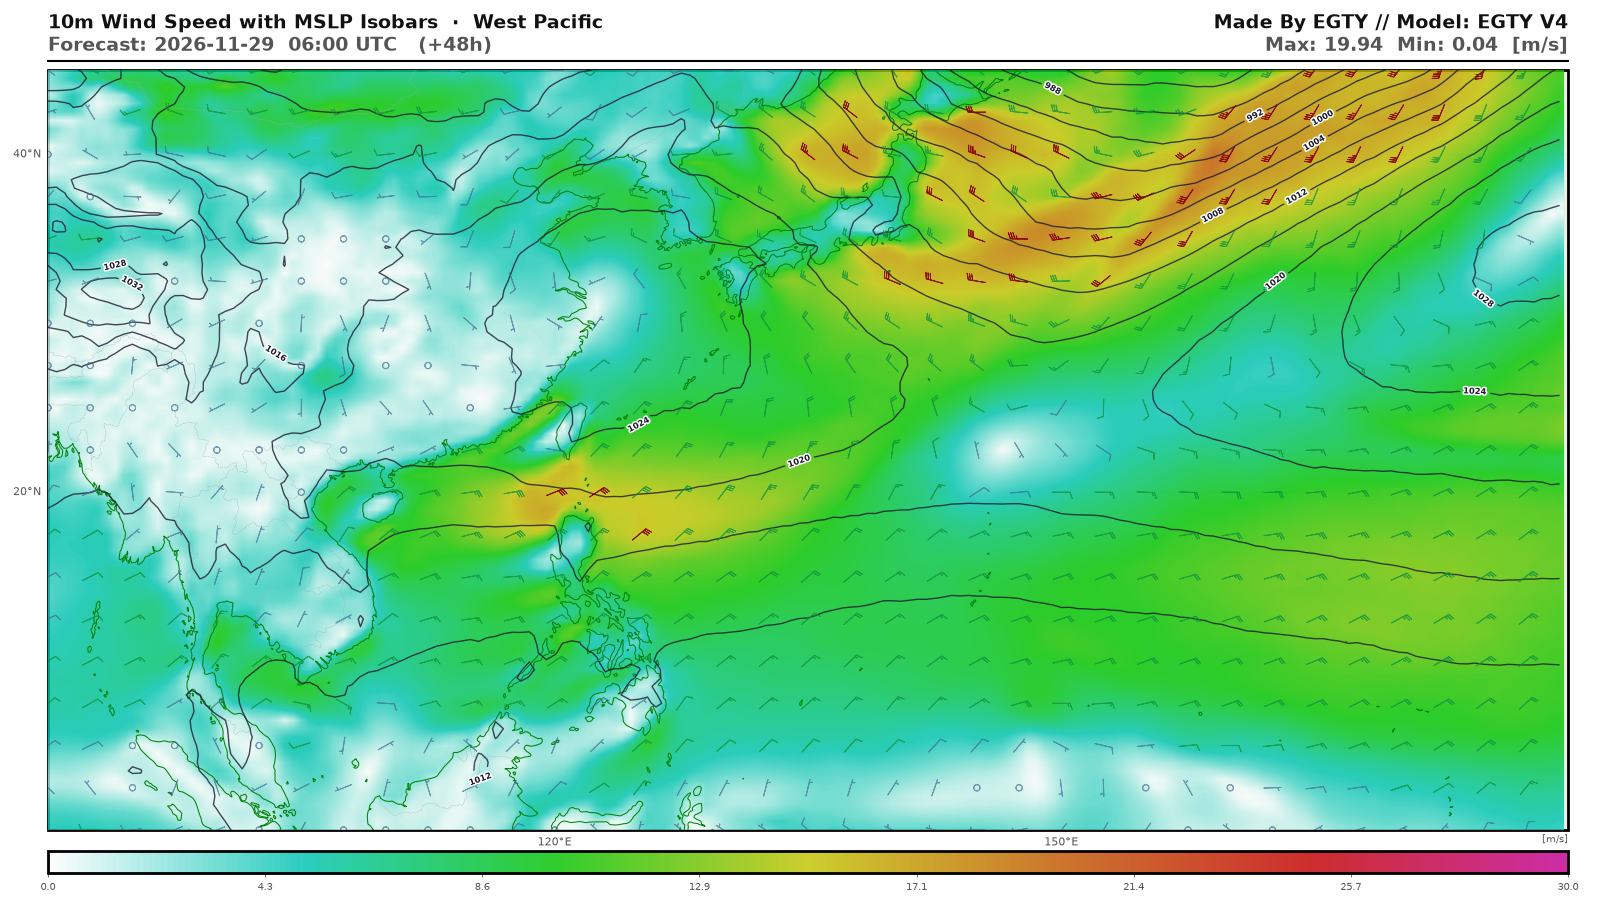 10m Wind Speed with MSLP Isobars · West Pacific
Made By EGTY // Model: EGTY V4
Forecast: 2026-11-29 06:00 UTC (+48h)
Max: 19.94 Min: 0.04 [m/s]
988
992
1000
1004
40°N
1012
1008
1028
1020
1032
1028
1016
1024
1024
1020
20°N
1012
120°E
150°E
[m/s]
0.0
4.3
8.6
12.9
17.1
21.4
25.7
30.0